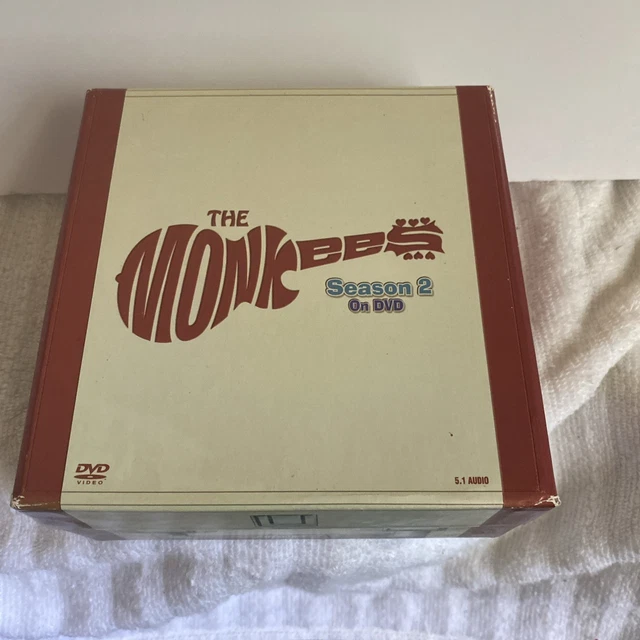 THE
MONKEES
Season 2
On DVD
DVD
VIDEO
5.1 AUDIO